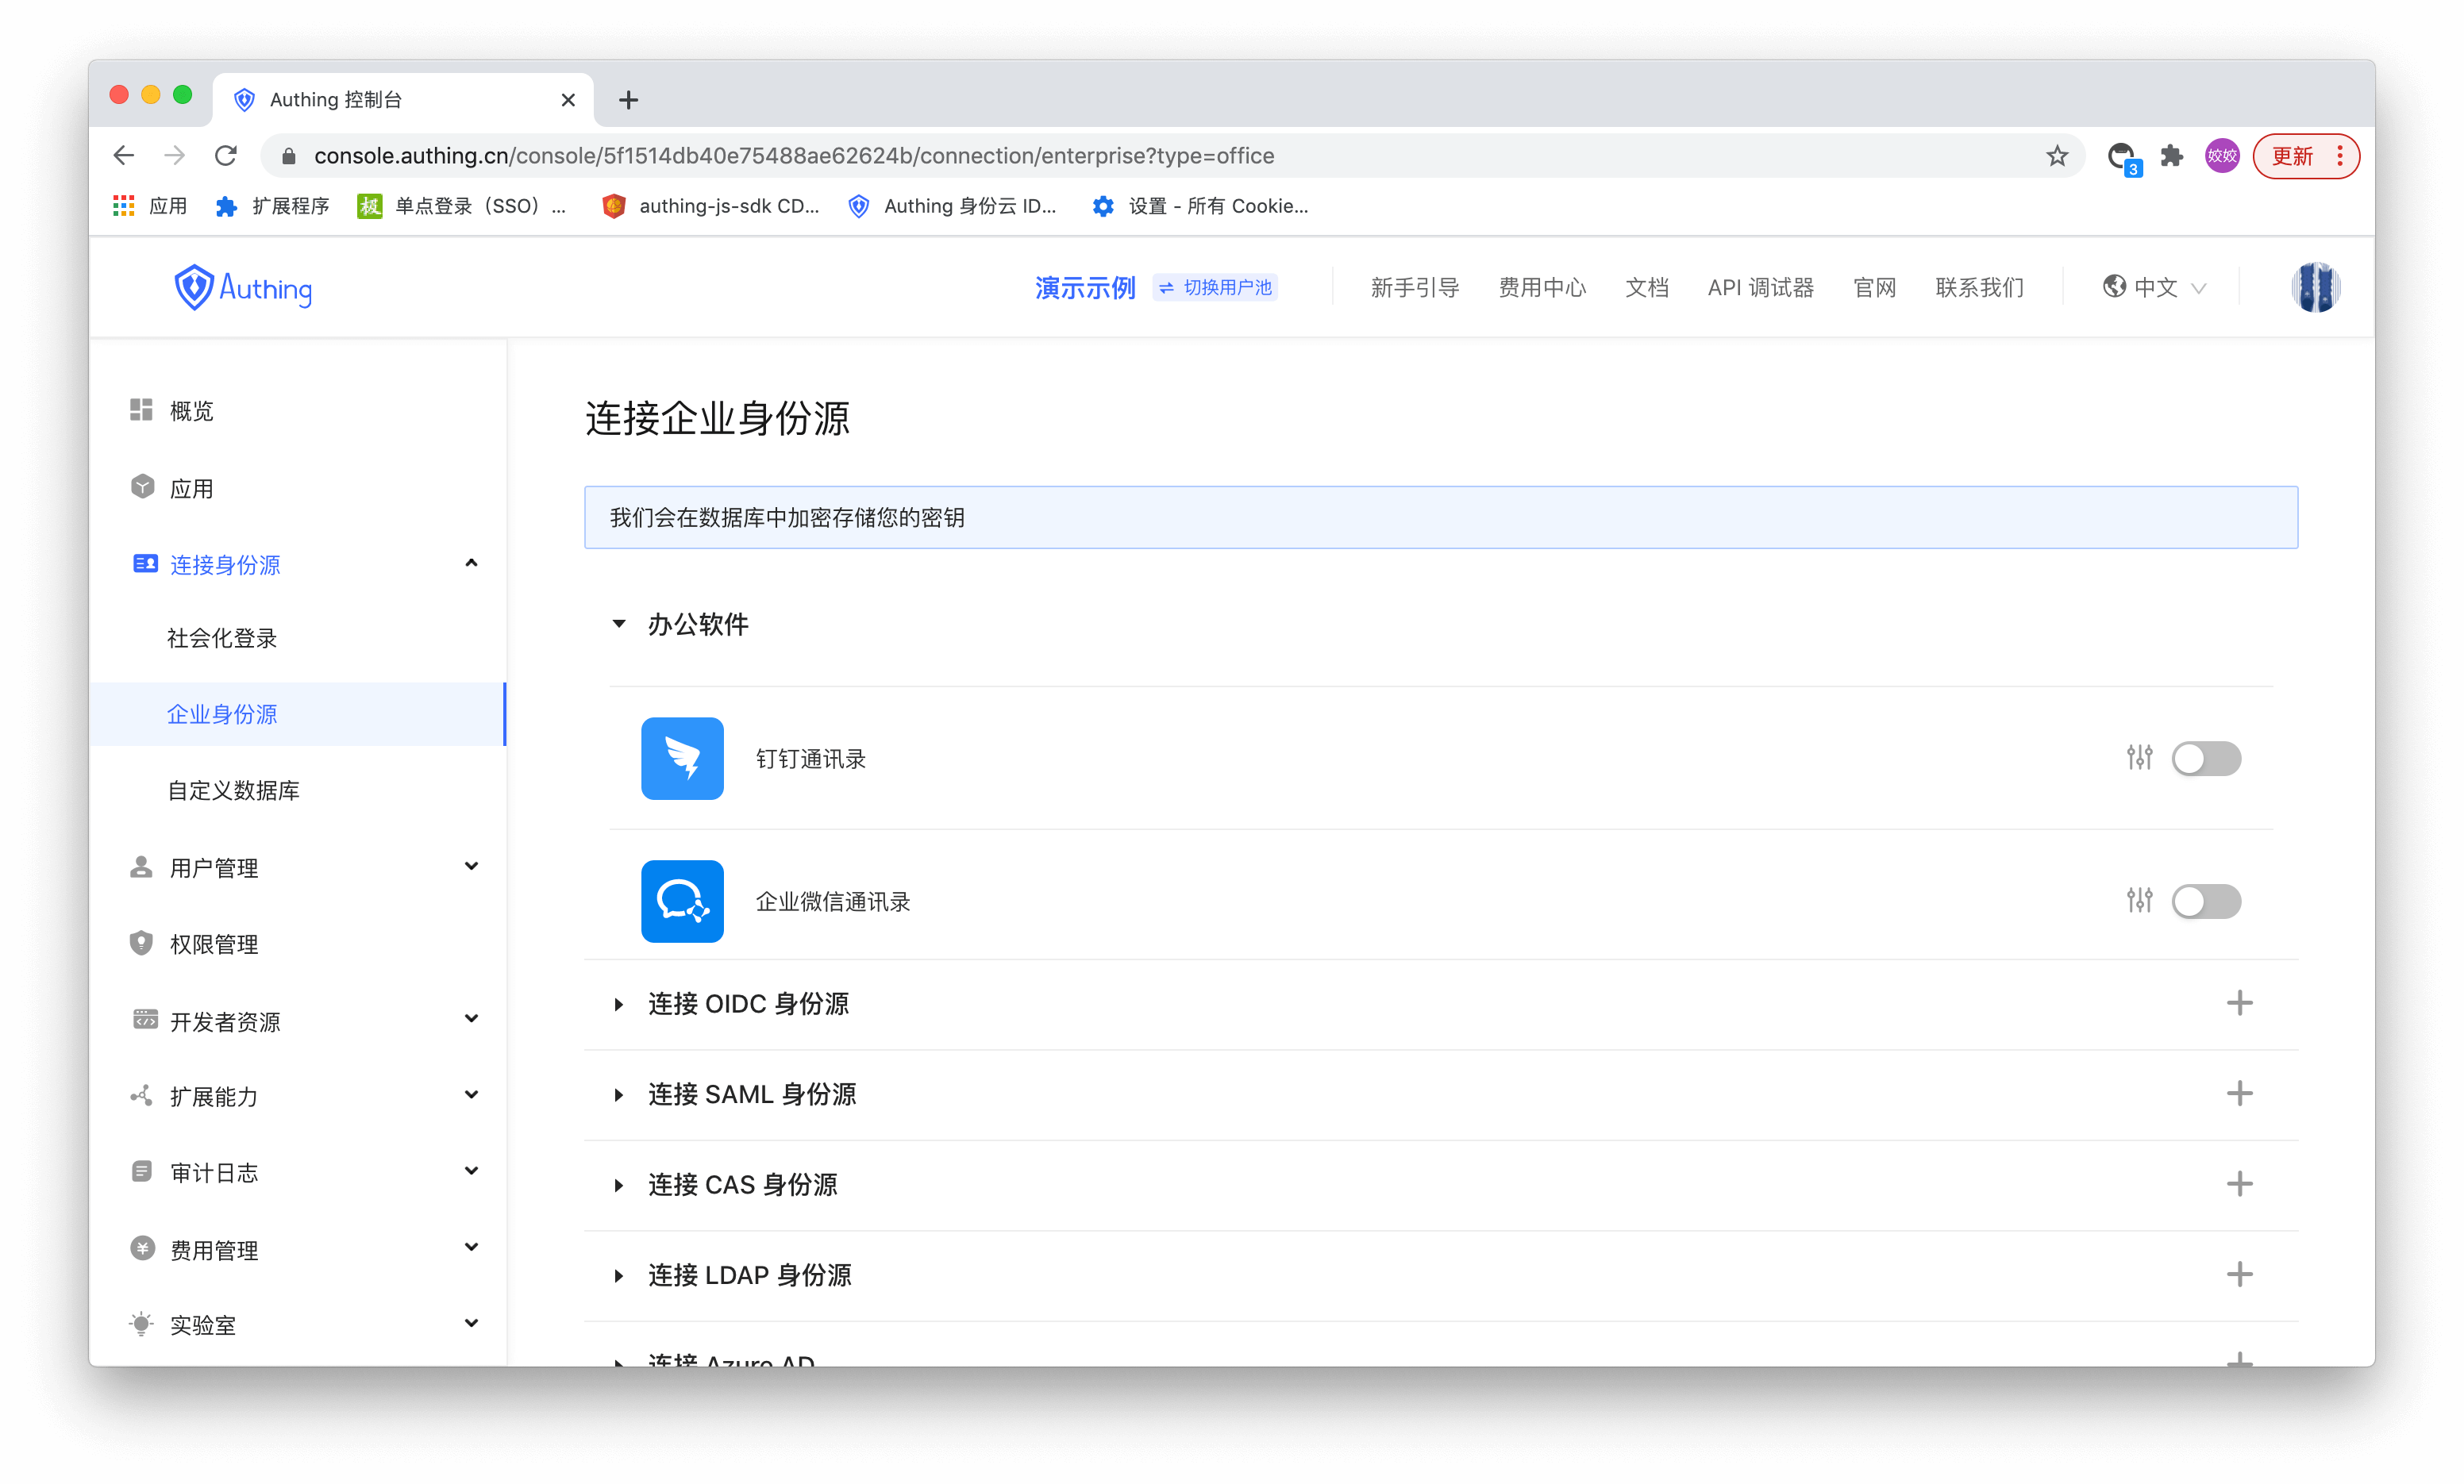 Authing 控制台
console.authing.cn/console/5f1514db40e75488ae62624b/connection/enterprise?type=office
3
姣姣
更新
应用
扩展程序
极
单点登录（SSO）...
authing-js-sdk CD...
Authing 身份云 ID...
设置 - 所有 Cookie...
Authing
演示示例
切换用户池
新手引导
费用中心
文档
API 调试器
官网
联系我们
中文
概览
应用
连接身份源
社会化登录
企业身份源
自定义数据库
用户管理
权限管理
开发者资源
扩展能力
审计日志
费用管理
实验室
连接企业身份源
我们会在数据库中加密存储您的密钥
办公软件
钉钉通讯录
企业微信通讯录
连接 OIDC 身份源
连接 SAML 身份源
连接 CAS 身份源
连接 LDAP 身份源
连接 Azure AD